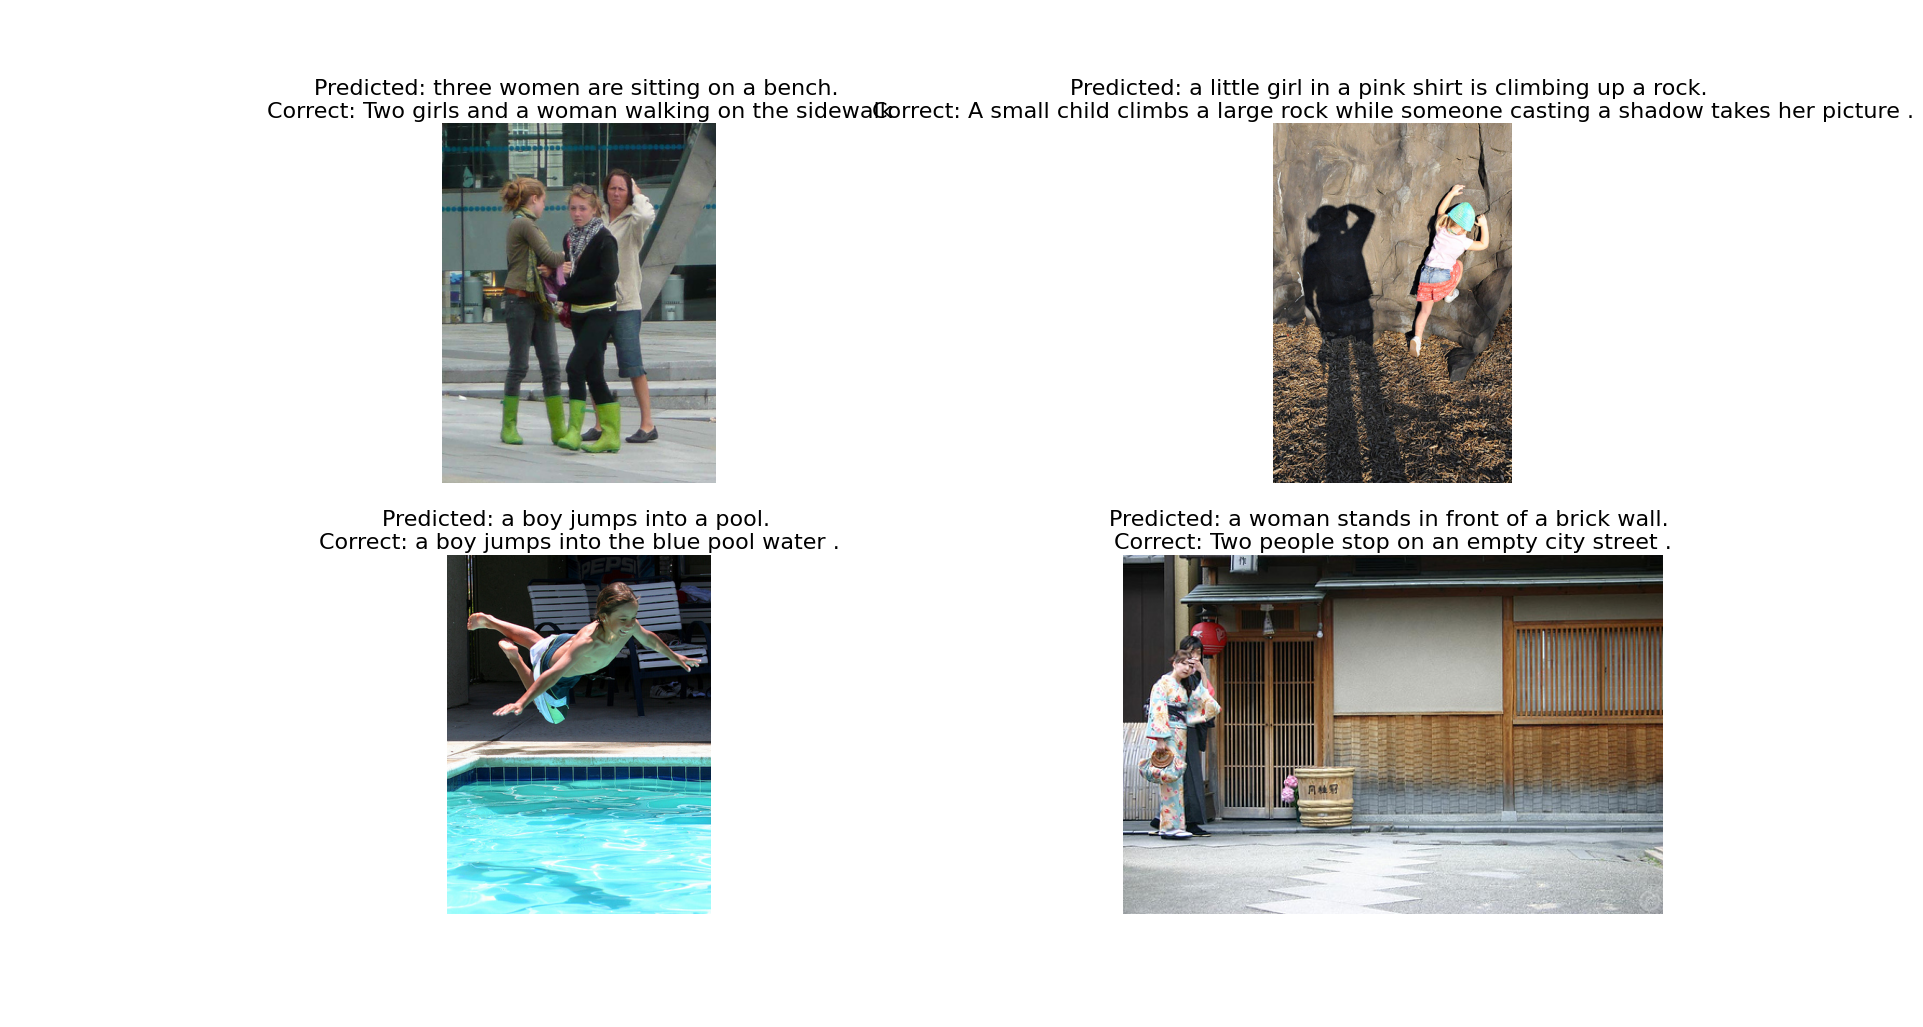 Predicted: three women are sitting on a bench.
Correct: Two girls and a woman walking on the sidewalk.
Predicted: a little girl in a pink shirt is climbing up a rock.
Correct: A small child climbs a large rock while someone casting a shadow takes her picture .
Predicted: a boy jumps into a pool.
Correct: a boy jumps into the blue pool water .
PEPSI
Predicted: a woman stands in front of a brick wall.
Correct: Two people stop on an empty city street .
作